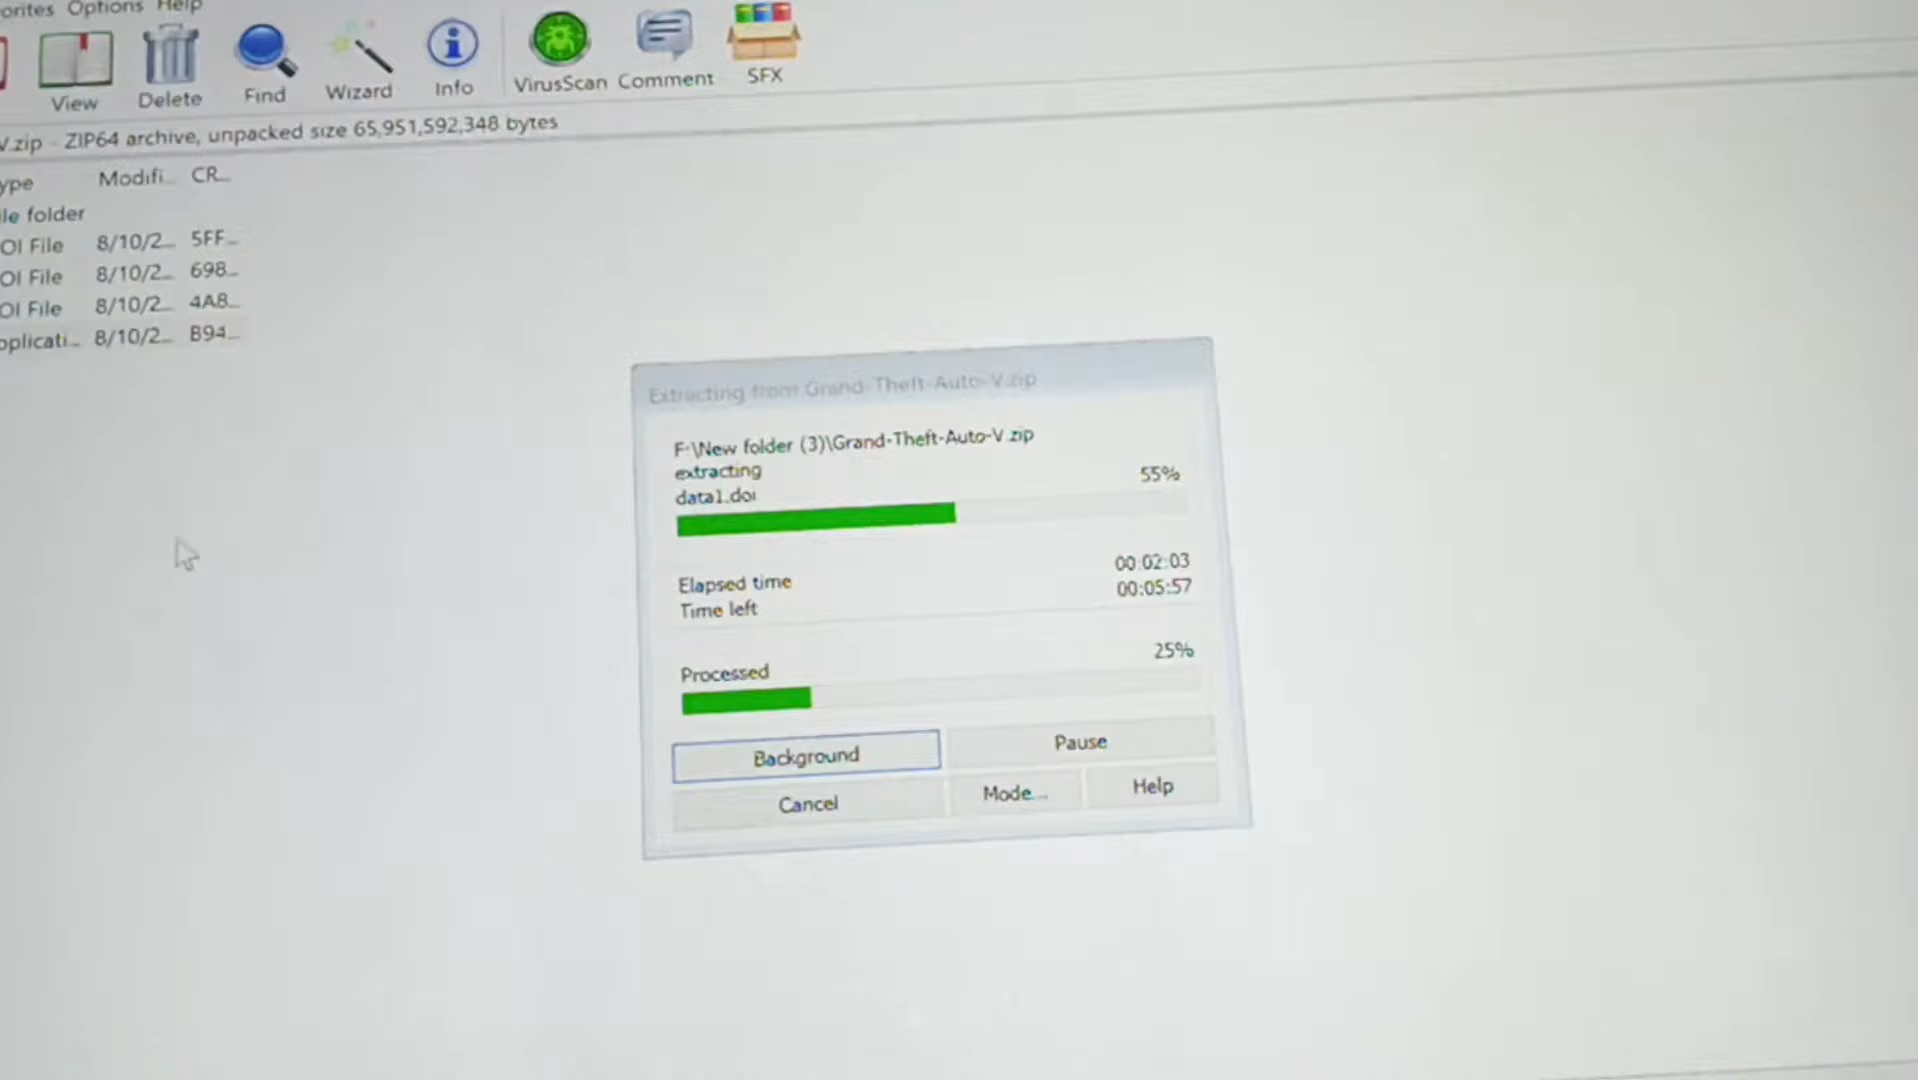 Options Help
View Delete Find Wizard Info VirusScan Comment SFX
V.zip - ZIP64 archive, unpacked size 65,951,592,348 bytes
ype Modifi... CR...
le folder
OI File 8/10/2... 5FF...
OI File 8/10/2... 698...
OI File 8/10/2... 4A8...
pplicati... 8/10/2... B94...
Extracting from Grand-Theft-Auto-V.zip
F:\New folder (3)\Grand-Theft-Auto-V.zip
extracting
data1.doi 55%
Elapsed time 00:02:03
Time left 00:05:57
Processed 25%
Background Pause
Cancel Mode... Help